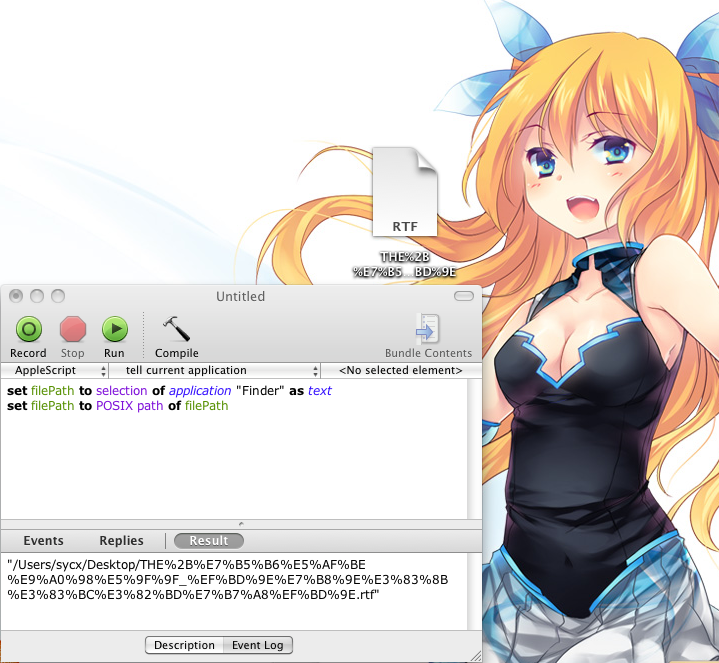 RTF
THE%2B
%E7%B5...BD%9E
Untitled
Record Stop Run Compile Bundle Contents
AppleScript tell current application <No selected element>
set filePath to selection of application "Finder" as text
set filePath to POSIX path of filePath
Events Replies Result
"/Users/sycx/Desktop/THE%2B%E7%B5%B6%E5%AF%BE
%E9%A0%98%E5%9F%9F_%EF%BD%9E%E7%B8%9E%E3%83%8B
%E3%83%BC%E3%82%BD%E7%B7%A8%EF%BD%9E.rtf"
Description Event Log